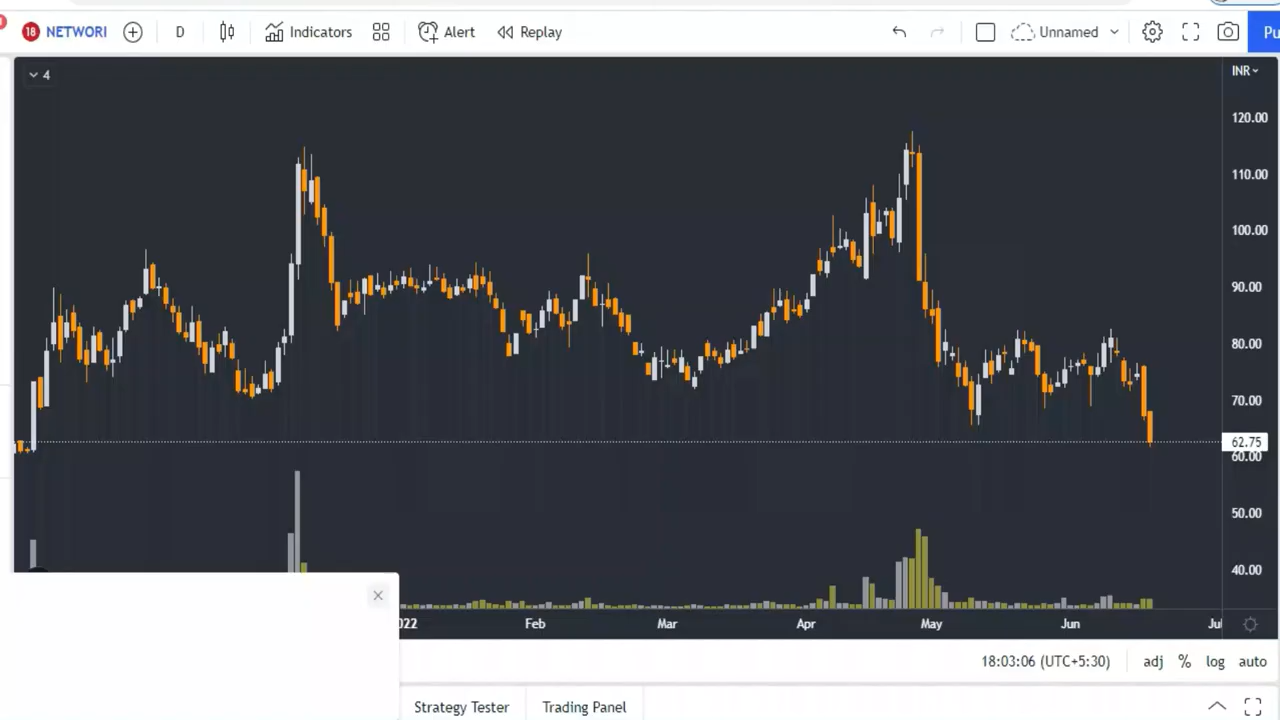 18 NETWORI D Indicators Alert Replay Unnamed Pu
4
INR
120.00
110.00
100.00
90.00
80.00
70.00
62.75
60.00
50.00
40.00
022 Feb Mar Apr May Jun Jul
18:03:06 (UTC+5:30) adj % log auto
Strategy Tester Trading Panel